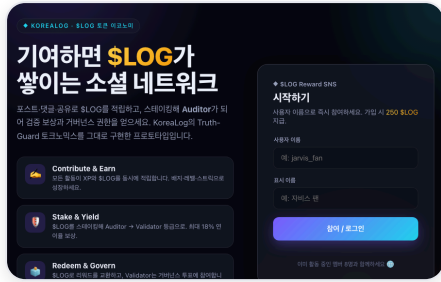 KOREALOG · $LOG 토큰 이코노미
기여하면 $LOG가
쌓이는 소셜 네트워크
포스트·댓글·공유로 $LOG를 적립하고, 스테이킹해 Auditor가 되
어 검증 보상과 거버넌스 권한을 얻으세요. KoreaLog의 Truth-
Guard 토크노믹스를 그대로 구현한 프로토타입입니다.
Contribute & Earn
모든 활동이 XP와 $LOG를 동시에 적립합니다. 배지·레벨·스트릭으로
성장하세요.
Stake & Yield
$LOG를 스테이킹해 Auditor → Validator 등급으로. 최대 18% 연
이율 보상.
Redeem & Govern
$LOG로 리워드를 교환하고, Validator는 거버넌스 투표에 참여합니
◆ $LOG Reward SNS
시작하기
사용자 이름으로 즉시 참여하세요. 가입 시 250 $LOG
지급.
사용자 이름
예: jarvis_fan
표시 이름
예: 자비스 팬
참여 / 로그인
이미 활동 중인 멤버 8명과 함께하세요